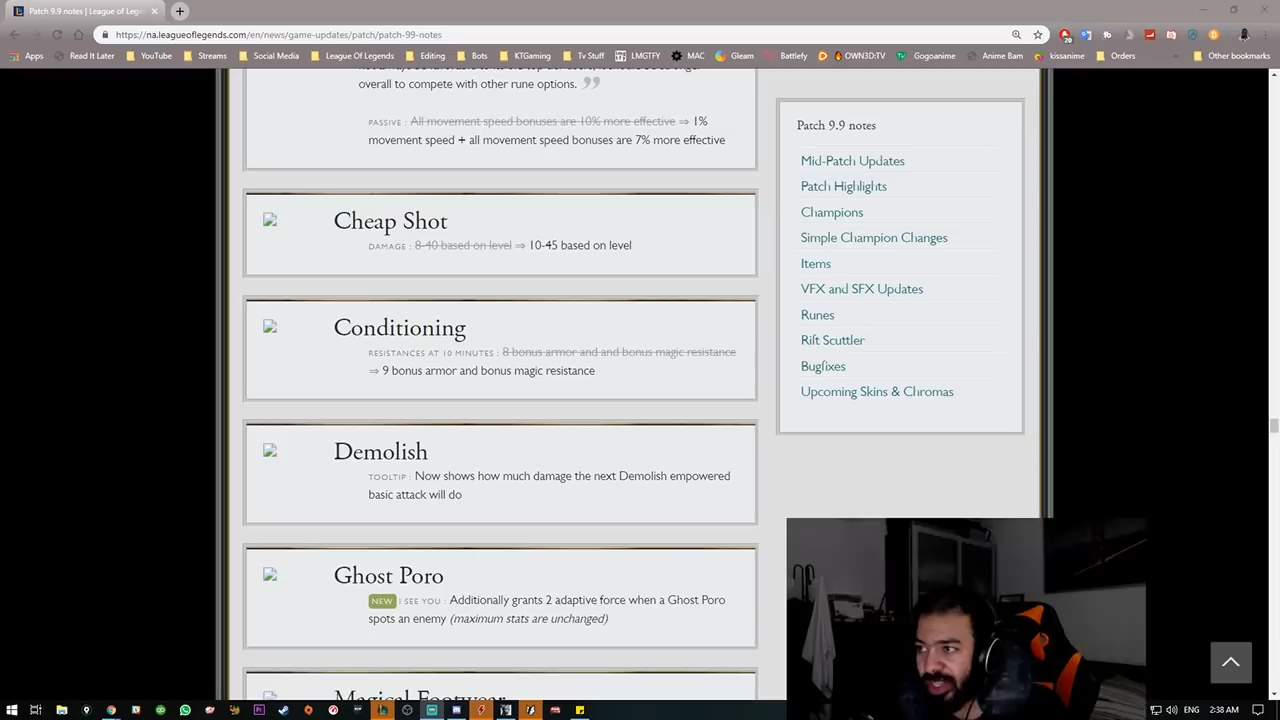 Patch 9.9 notes | League of Leg
https://na.leagueoflegends.com/en/news/game-updates/patch/patch-99-notes
Apps Read It Later YouTube Streams Social Media League Of Legends Editing Bots KTGaming Tv Stuff LMGTFY MAC Gleam Battlefy OWN3D:TV Gogoanime Anime Bam kissanime Orders Other bookmarks
overall to compete with other rune options.
PASSIVE : All movement speed bonuses are 10% more effective ⇒ 1%
movement speed + all movement speed bonuses are 7% more effective
Cheap Shot
DAMAGE : 8-40 based on level ⇒ 10-45 based on level
Conditioning
RESISTANCES AT 10 MINUTES : 8 bonus armor and and bonus magic resistance
⇒ 9 bonus armor and bonus magic resistance
Demolish
TOOLTIP : Now shows how much damage the next Demolish empowered
basic attack will do
Ghost Poro
NEW I SEE YOU : Additionally grants 2 adaptive force when a Ghost Poro
spots an enemy (maximum stats are unchanged)
Magical Footwear
Patch 9.9 notes
Mid-Patch Updates
Patch Highlights
Champions
Simple Champion Changes
Items
VFX and SFX Updates
Runes
Rift Scuttler
Bugfixes
Upcoming Skins & Chromas
2:38 AM